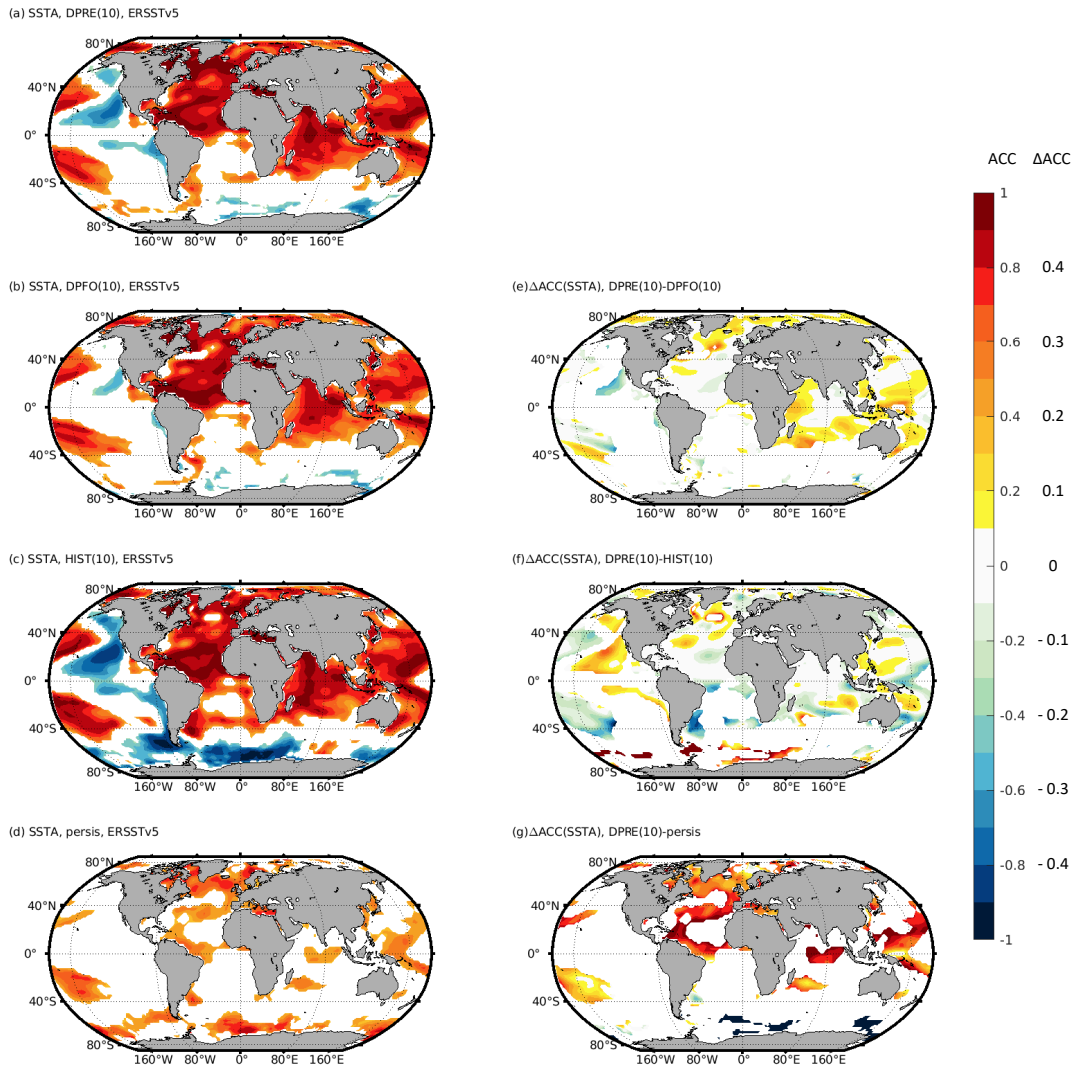 (a) SSTA, DPRE(10), ERSSTv5
80°N
40°N
0°
40°S
80°S
160°W 80°W 0° 80°E 160°E
(b) SSTA, DPFO(10), ERSSTv5
80°N
40°N
0°
40°S
80°S
160°W 80°W 0° 80°E 160°E
(e)ΔACC(SSTA), DPRE(10)-DPFO(10)
80°N
40°N
0°
40°S
80°S
160°W 80°W 0° 80°E 160°E
(c) SSTA, HIST(10), ERSSTv5
80°N
40°N
0°
40°S
80°S
160°W 80°W 0° 80°E 160°E
(f)ΔACC(SSTA), DPRE(10)-HIST(10)
80°N
40°N
0°
40°S
80°S
160°W 80°W 0° 80°E 160°E
(d) SSTA, persis, ERSSTv5
80°N
40°N
0°
40°S
80°S
160°W 80°W 0° 80°E 160°E
(g)ΔACC(SSTA), DPRE(10)-persis
80°N
40°N
0°
40°S
80°S
160°W 80°W 0° 80°E 160°E
ACC ΔACC
1
0.8 0.4
0.6 0.3
0.4 0.2
0.2 0.1
0 0
-0.2 -0.1
-0.4 -0.2
-0.6 -0.3
-0.8 -0.4
-1